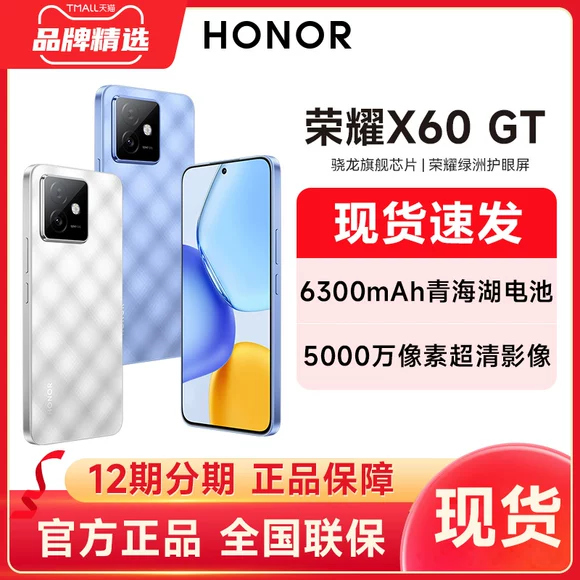 TMALL天猫
品牌精选
HONOR
荣耀X60 GT
骁龙旗舰芯片 | 荣耀绿洲护眼屏
现货速发
6300mAh青海湖电池
5000万像素超清影像
HONOR
12期分期 正品保障
官方正品 全国联保
现货